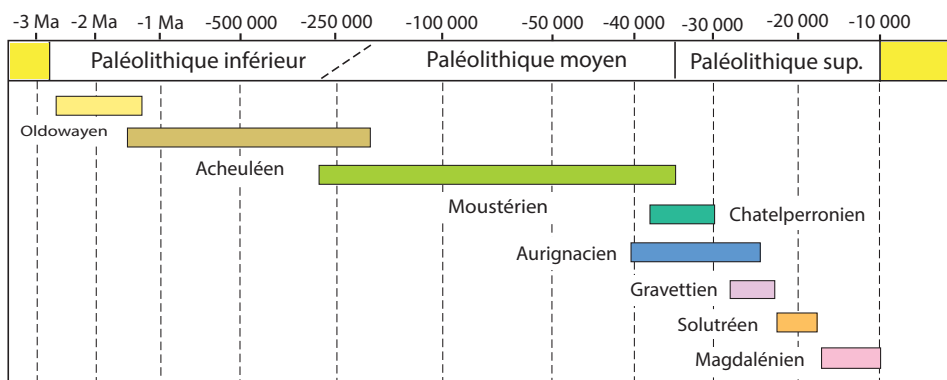 -3 Ma -2 Ma -1 Ma -500 000 -250 000 -100 000 -50 000 -40 000 -30 000 -20 000 -10 000
Paléolithique inférieur Paléolithique moyen Paléolithique sup.
Oldowayen
Acheuléen
Moustérien
Chatelperronien
Aurignacien
Gravettien
Solutréen
Magdalénien